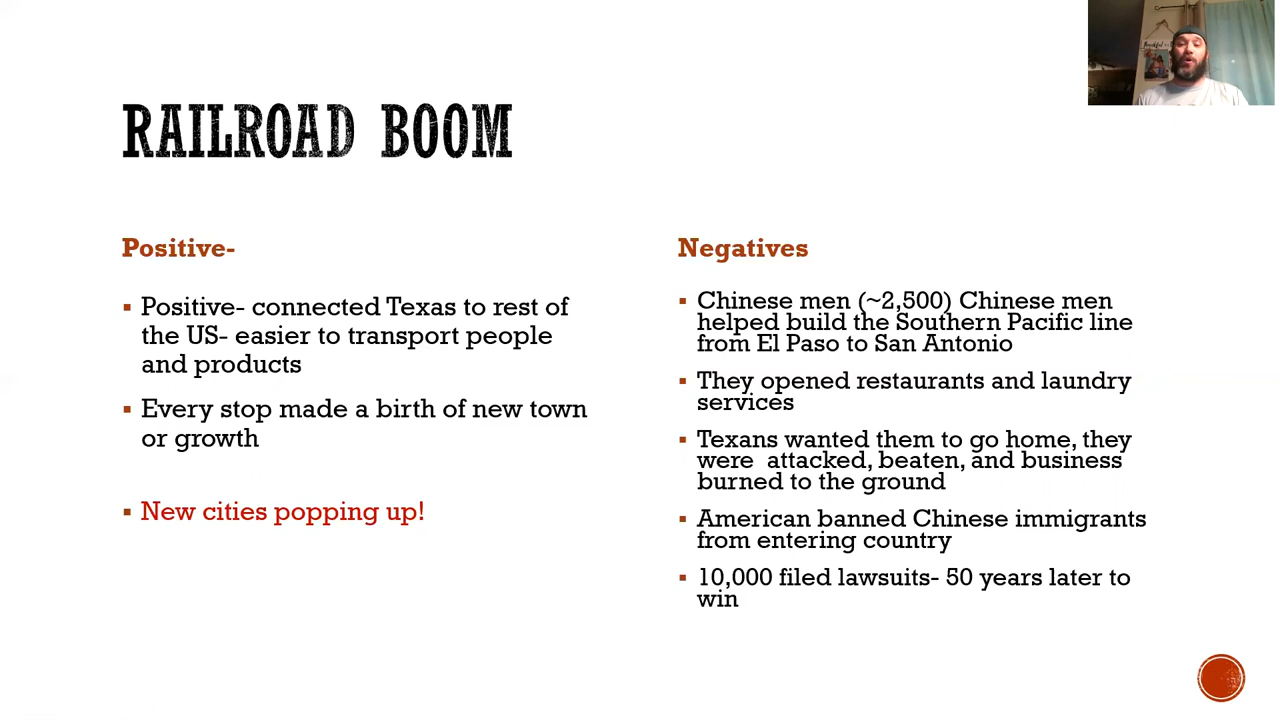 RAILROAD BOOM
Positive-
▪ Positive- connected Texas to rest of
the US- easier to transport people
and products
▪ Every stop made a birth of new town
or growth
▪ New cities popping up!
Negatives
▪ Chinese men (~2,500) Chinese men
helped build the Southern Pacific line
from El Paso to San Antonio
▪ They opened restaurants and laundry
services
▪ Texans wanted them to go home, they
were attacked, beaten, and business
burned to the ground
▪ American banned Chinese immigrants
from entering country
▪ 10,000 filed lawsuits- 50 years later to
win